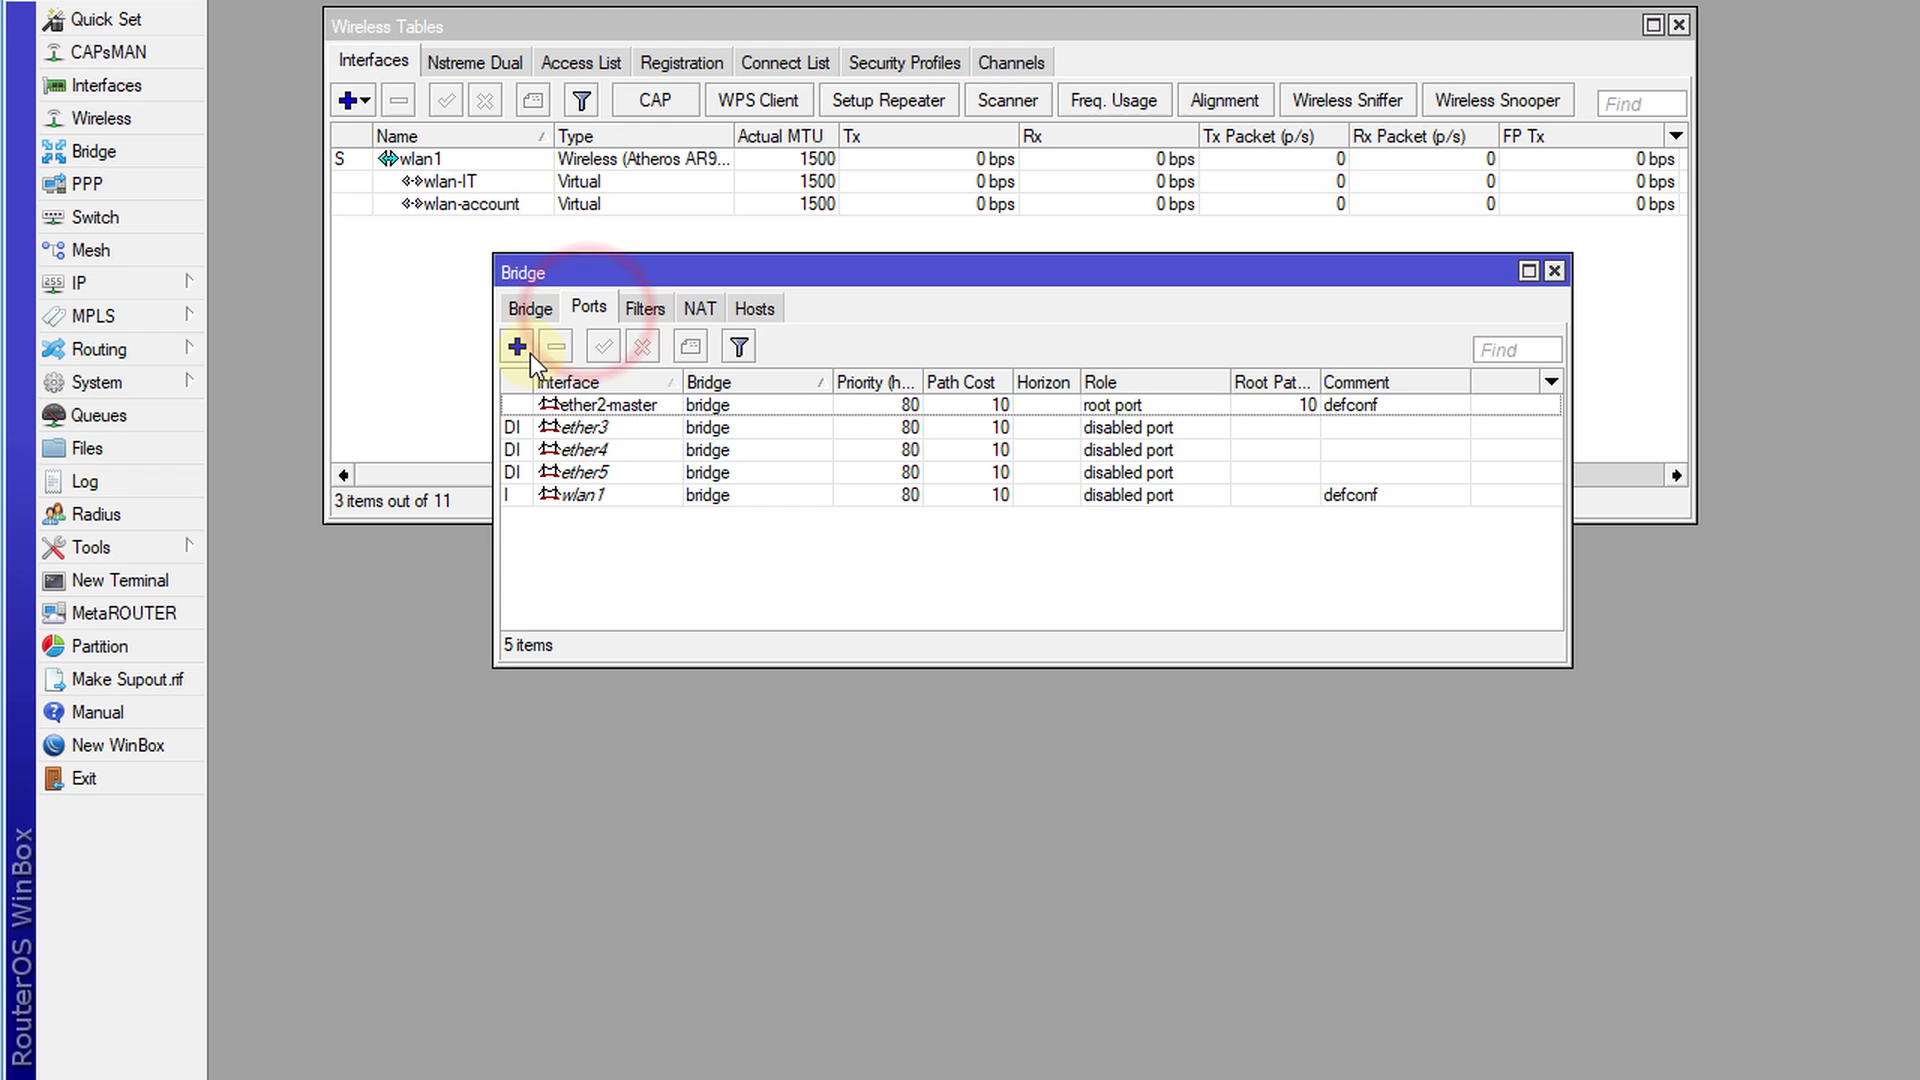 Quick Set
CAPsMAN
Interfaces
Wireless
Bridge
PPP
Switch
Mesh
IP
MPLS
Routing
System
Queues
Files
Log
Radius
Tools
New Terminal
MetaROUTER
Partition
Make Supout.rif
Manual
New WinBox
Exit
RouterOS WinBox
Wireless Tables
Interfaces Nstreme Dual Access List Registration Connect List Security Profiles Channels
CAP WPS Client Setup Repeater Scanner Freq. Usage Alignment Wireless Sniffer Wireless Snooper Find
Name Type Actual MTU Tx Rx Tx Packet (p/s) Rx Packet (p/s) FP Tx
S wlan1 Wireless (Atheros AR9... 1500 0 bps 0 bps 0 0 0 bps
wlan-IT Virtual 1500 0 bps 0 bps 0 0 0 bps
wlan-account Virtual 1500 0 bps 0 bps 0 0 0 bps
3 items out of 11
Bridge
Bridge Ports Filters NAT Hosts
Find
Interface Bridge Priority (h... Path Cost Horizon Role Root Pat... Comment
ether2-master bridge 80 10 root port 10 defconf
DI ether3 bridge 80 10 disabled port
DI ether4 bridge 80 10 disabled port
DI ether5 bridge 80 10 disabled port
I wlan1 bridge 80 10 disabled port defconf
5 items